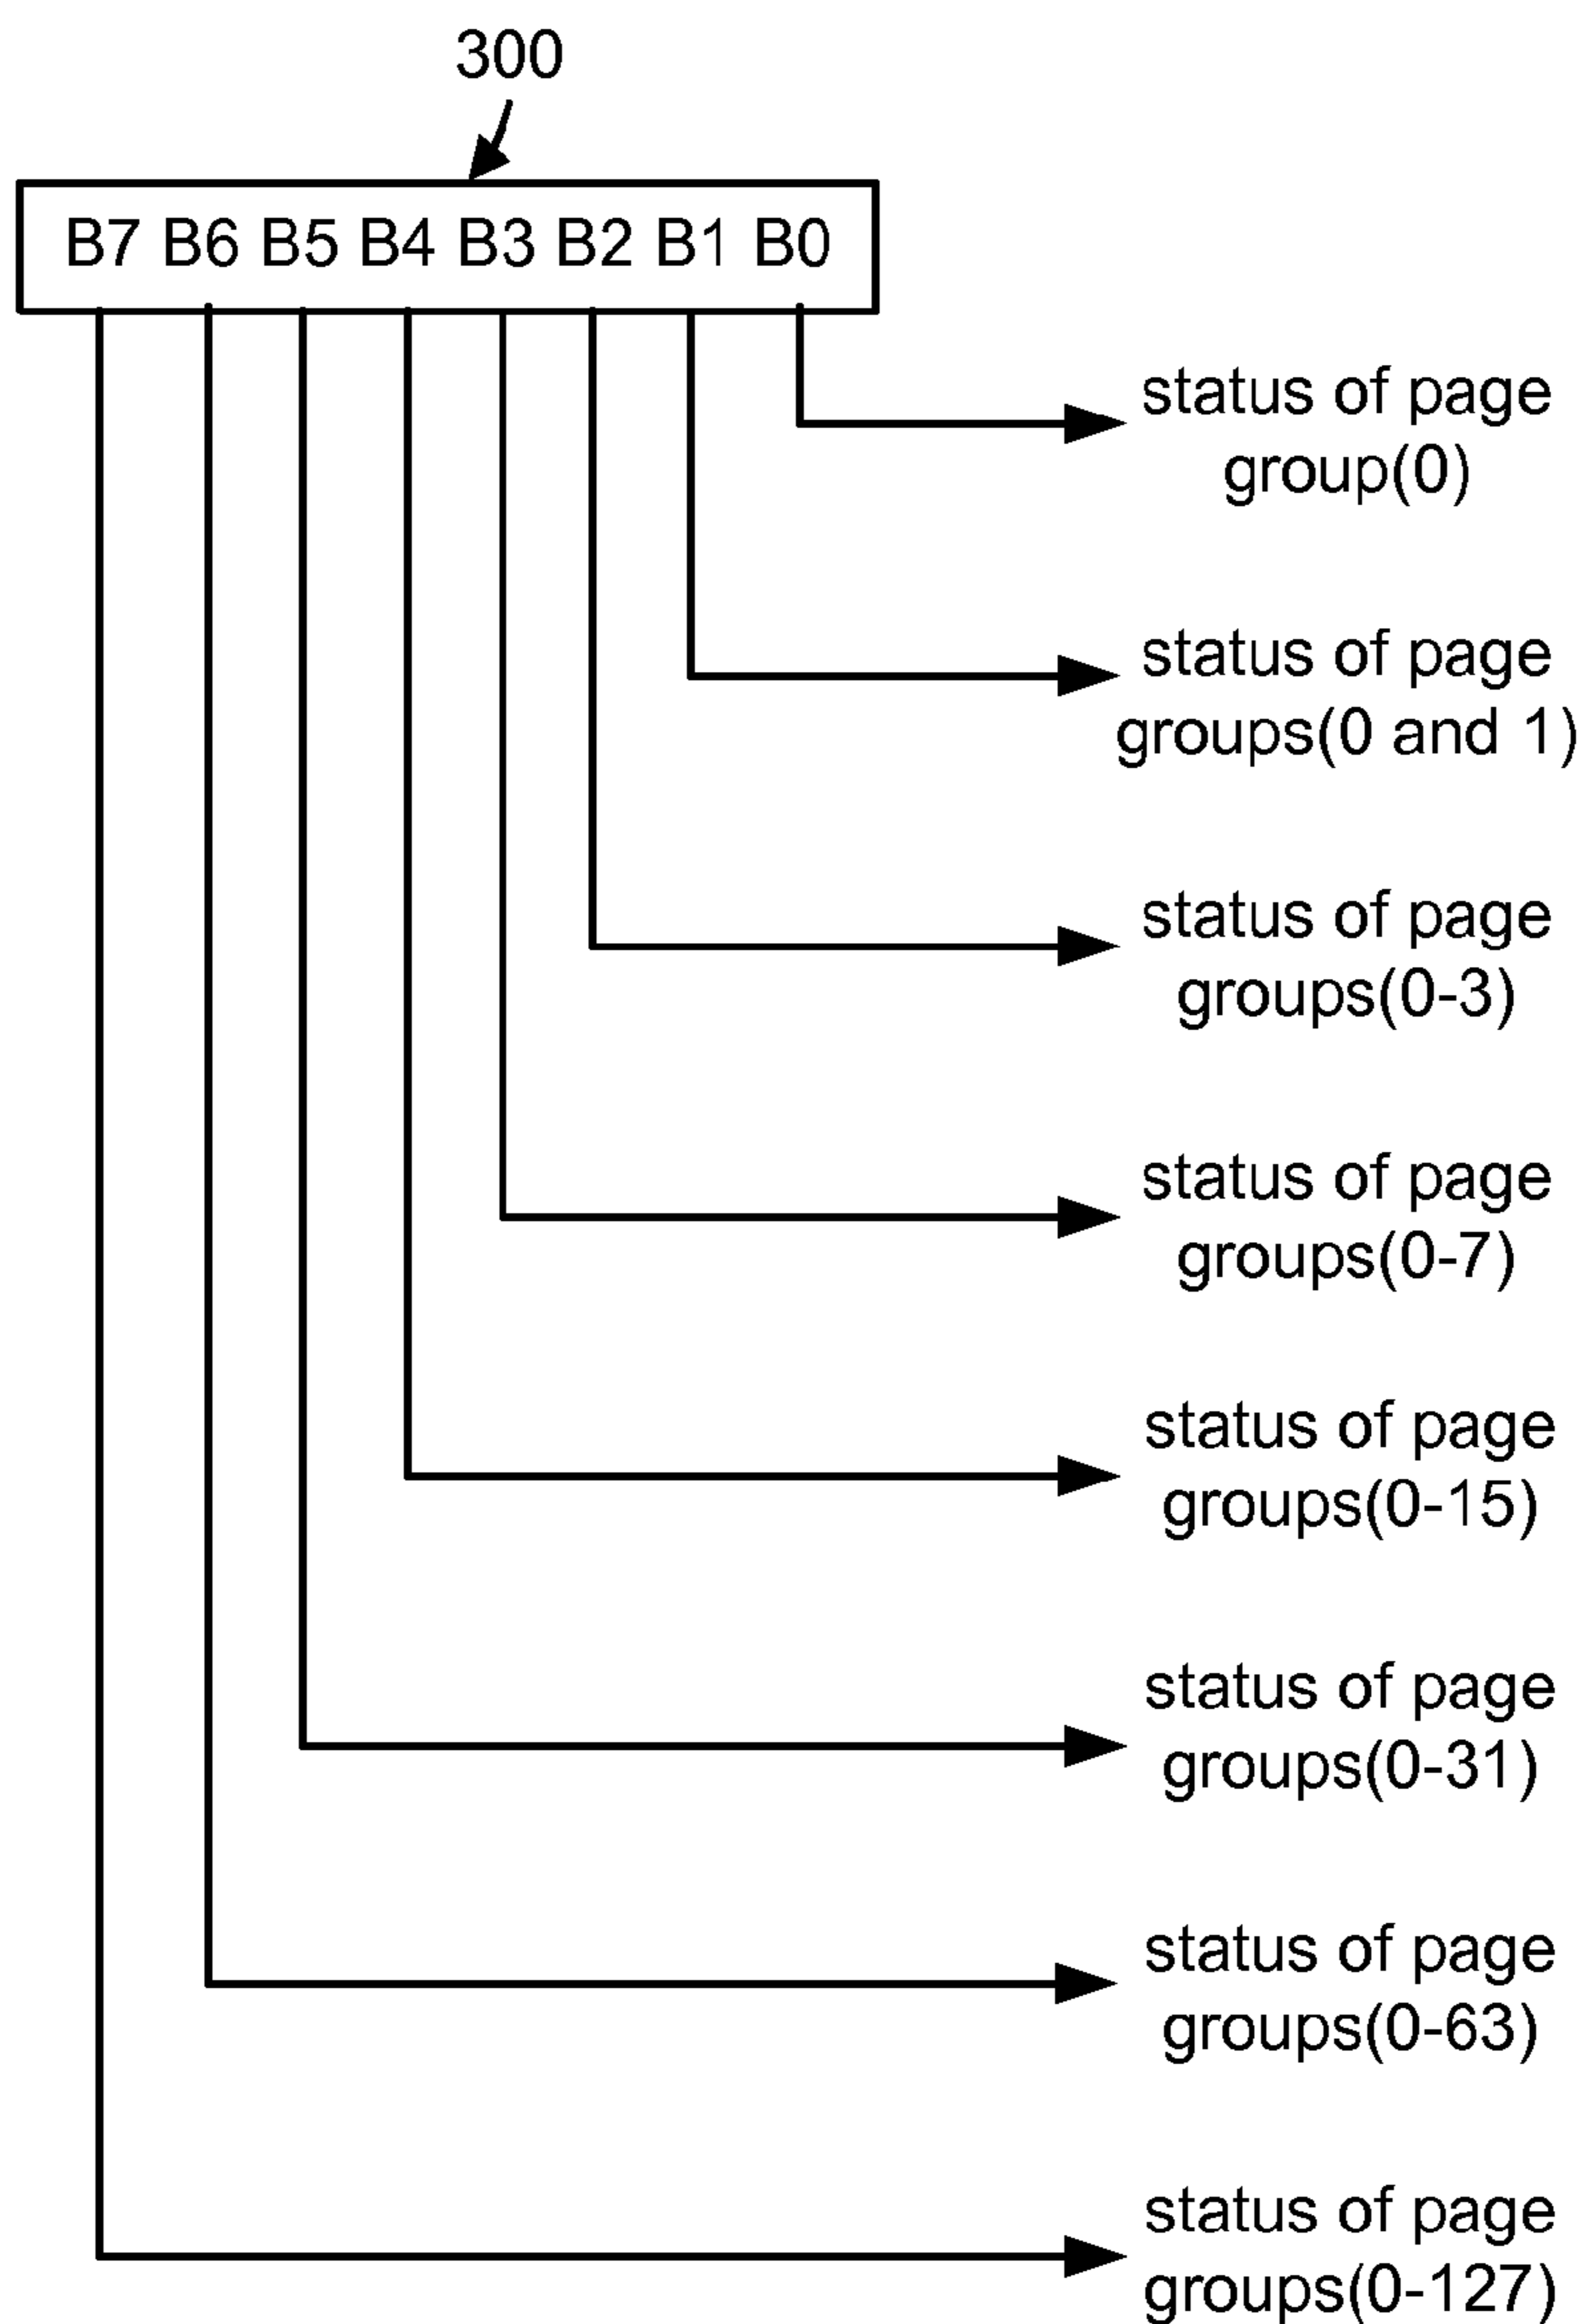 300
B7 B6 B5 B4 B3 B2 B1 B0
status of page
group(0)
status of page
groups(0 and 1)
status of page
groups(0-3)
status of page
groups(0-7)
status of page
groups(0-15)
status of page
groups(0-31)
status of page
groups(0-63)
status of page
groups(0-127)